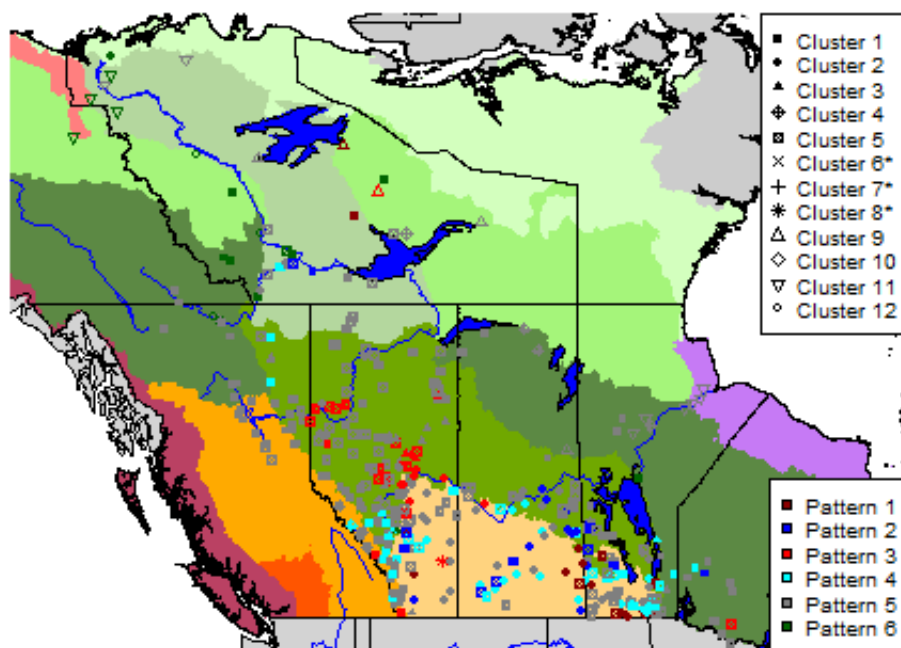 Cluster 1
Cluster 2
Cluster 3
Cluster 4
Cluster 5
Cluster 6*
Cluster 7*
Cluster 8*
Cluster 9
Cluster 10
Cluster 11
Cluster 12
Pattern 1
Pattern 2
Pattern 3
Pattern 4
Pattern 5
Pattern 6